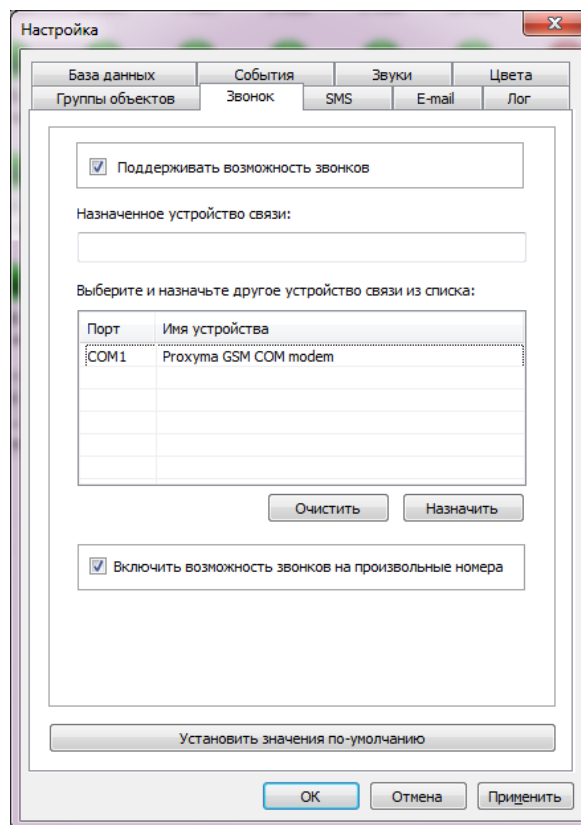 Настройка
База данных События Звуки Цвета
Группы объектов Звонок SMS E-mail Лог
Поддерживать возможность звонков
Назначенное устройство связи:
Выберите и назначьте другое устройство связи из списка:
Порт Имя устройства
COM1 Proxyma GSM COM modem
Очистить Назначить
Включить возможность звонков на произвольные номера
Установить значения по-умолчанию
ОК Отмена Применить